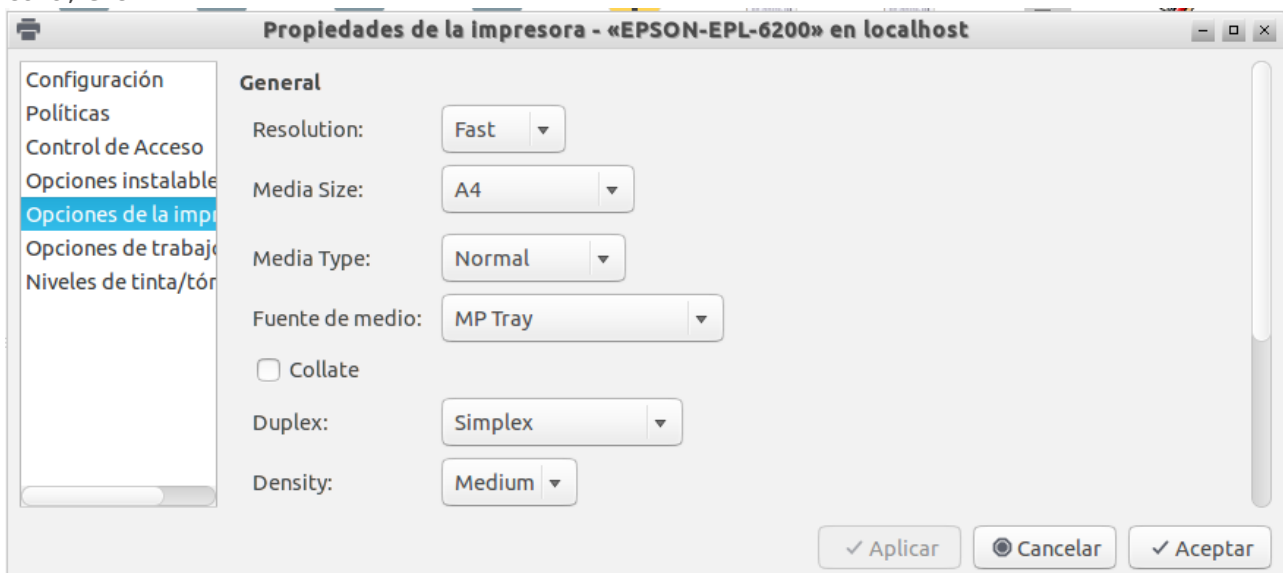 Propiedades de la impresora - «EPSON-EPL-6200» en localhost
Configuración
Políticas
Control de Acceso
Opciones instalable
Opciones de la impr
Opciones de trabajo
Niveles de tinta/tór
General
Resolution: Fast
Media Size: A4
Media Type: Normal
Fuente de medio: MP Tray
Collate
Duplex: Simplex
Density: Medium
Aplicar Cancelar Aceptar